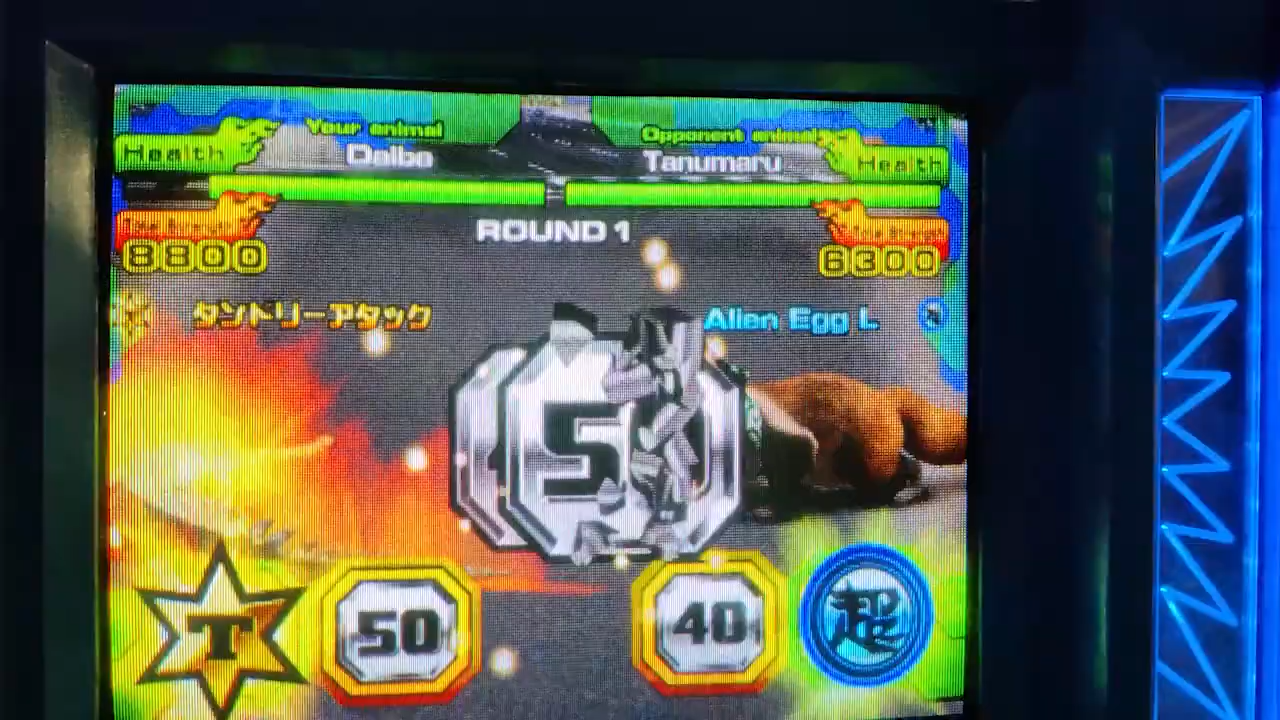 Your animal
Opponent animal
Health
Daibo
Tanumaru
Health
ROUND 1
8800
6300
タンドリーアタック
Alien Egg L
50
T
50
40
超